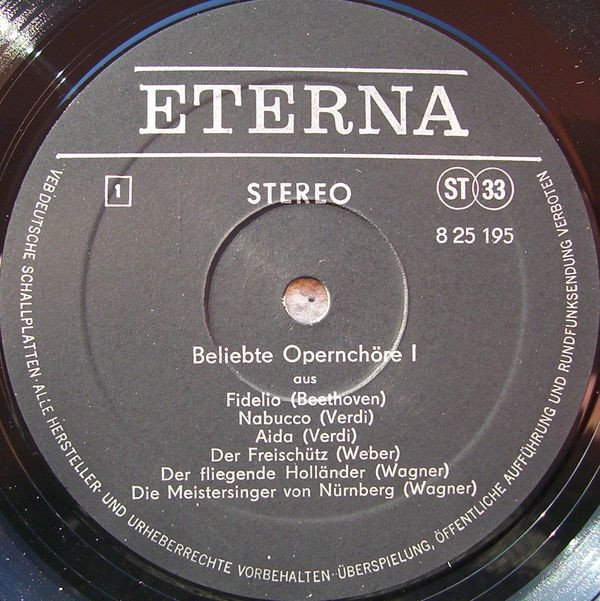 ETERNA
1
STEREO
ST 33
8 25 195
Beliebte Opernchöre I
aus
Fidelio (Beethoven)
Nabucco (Verdi)
Aida (Verdi)
Der Freischütz (Weber)
Der fliegende Holländer (Wagner)
Die Meistersinger von Nürnberg (Wagner)
VEB DEUTSCHE SCHALLPLATTEN · ALLE HERSTELLER- UND URHEBERRECHTE VORBEHALTEN · ÜBERSPIELUNG, ÖFFENTLICHE AUFFÜHRUNG UND RUNDFUNKSENDUNG VERBOTEN